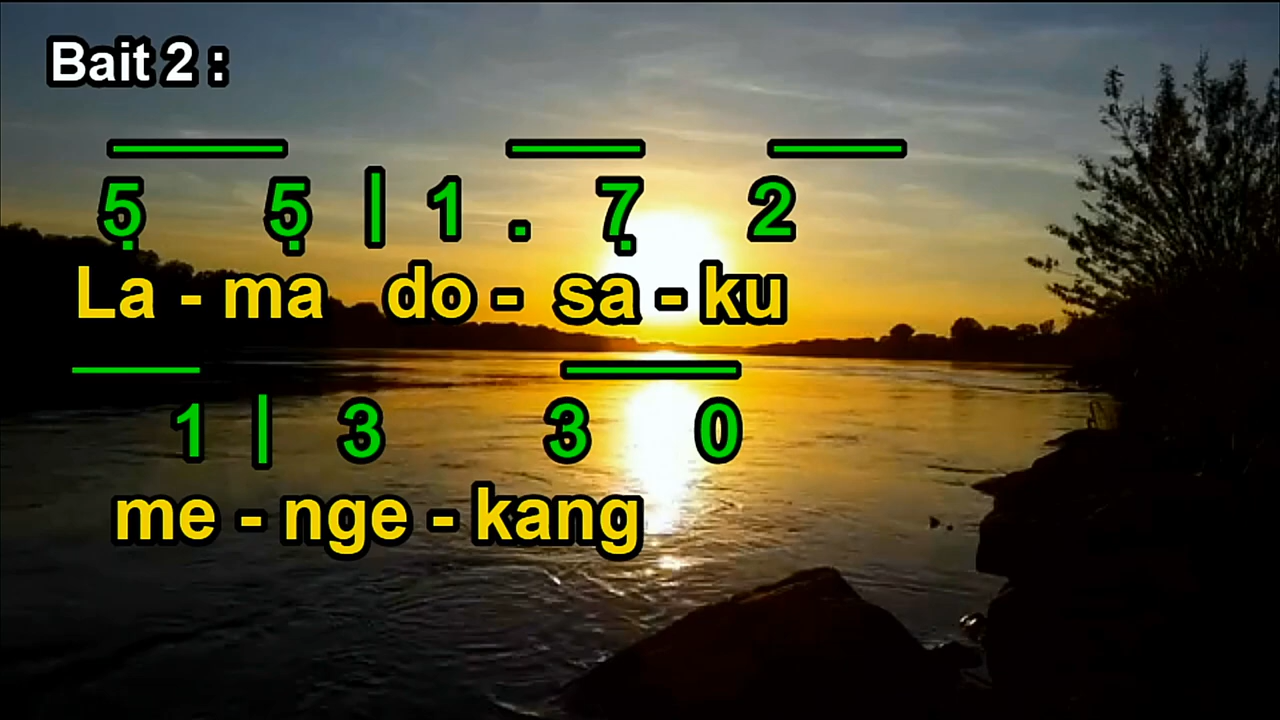 Bait 2 :
5̣ 5̣ | 1 . 7̣ 2
La - ma do - sa - ku
1 | 3 3 0
me - nge - kang